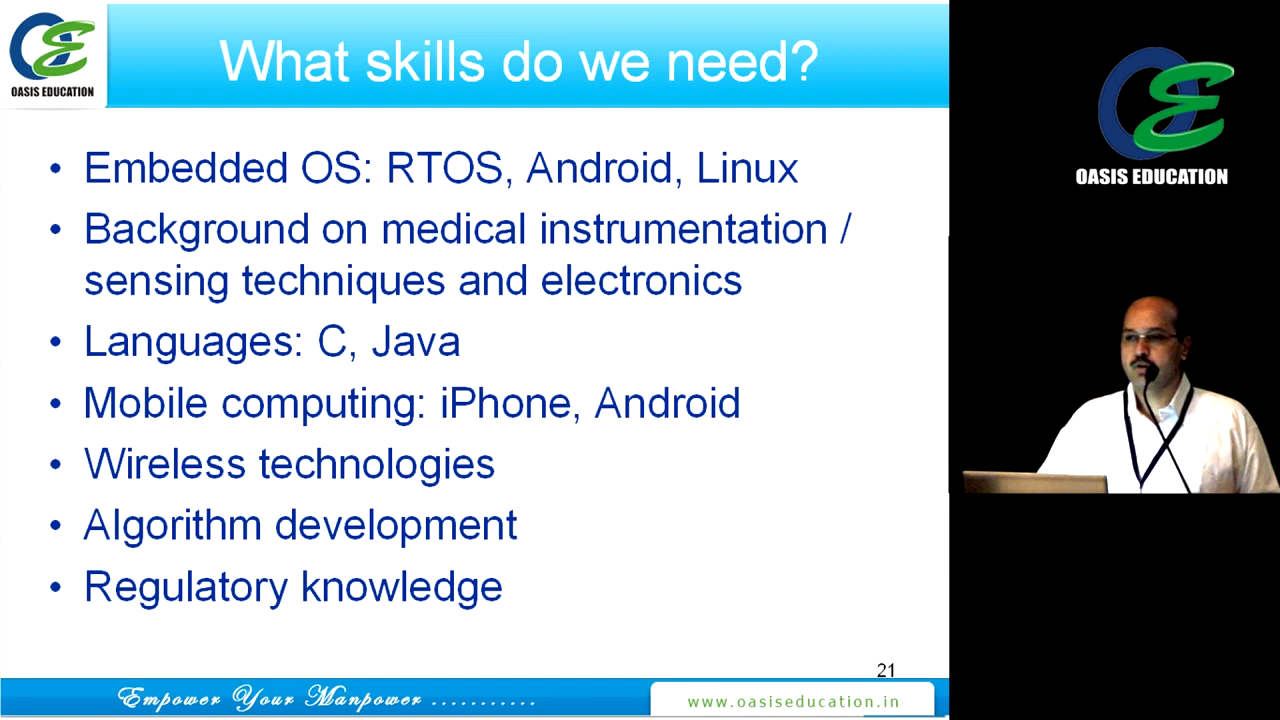 OASIS EDUCATION
What skills do we need?
• Embedded OS: RTOS, Android, Linux
• Background on medical instrumentation /
sensing techniques and electronics
• Languages: C, Java
• Mobile computing: iPhone, Android
• Wireless technologies
• Algorithm development
• Regulatory knowledge
21
Empower Your Manpower ...........
www.oasiseducation.in
OASIS EDUCATION